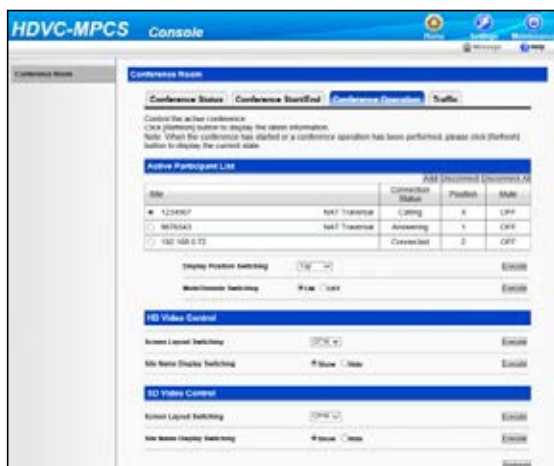 HDVC-MPCS Console
Home Settings Maintenance
Message Help
Conference Room
Conference Room
Conference Status Conference Start/End Conference Operation Traffic
Control the active conference.
Click [Refresh] button to display the latest information.
Note: When the conference has started or a conference operation has been performed, please click [Refresh]
button to display the current state.
Active Participant List
Add Disconnect Disconnect All
Site Connection Status Position Mute
1234567 NAT Traversal Calling OFF
NAT Traversal Answering 1 OFF
192.168.0.72 Connected 2 OFF
Display Position Switching Top Execute
Mute/Unmute Switching On OFF Execute
HD Video Control
Screen Layout Switching Execute
Site Name Display Switching Show Hide Execute
SD Video Control
Screen Layout Switching Execute
Site Name Display Switching Show Hide Execute
Refresh